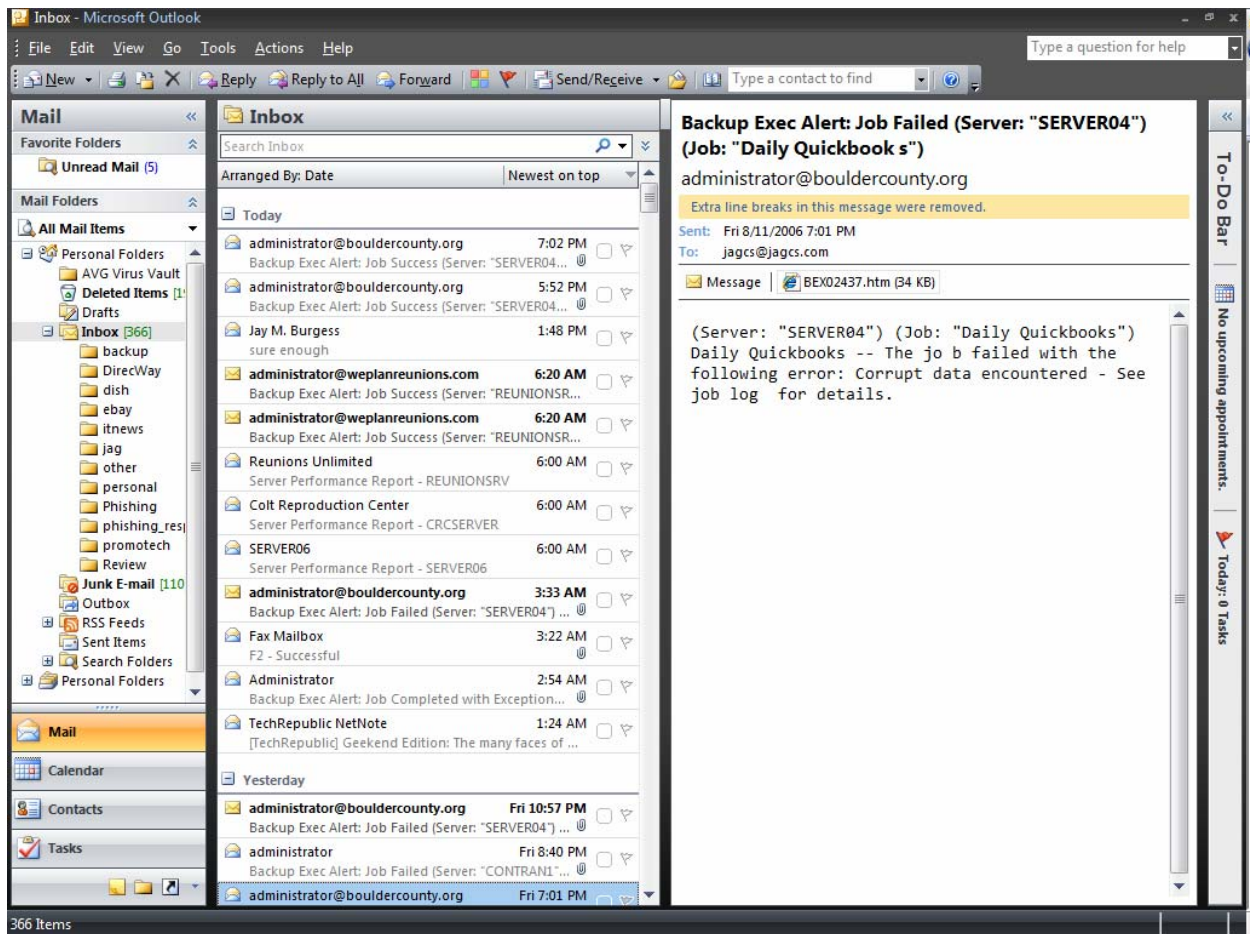 Inbox - Microsoft Outlook
File Edit View Go Tools Actions Help
Type a question for help
New Reply Reply to All Forward Send/Receive Type a contact to find
Mail
Favorite Folders
Unread Mail (5)
Mail Folders
All Mail Items
Personal Folders
AVG Virus Vault
Deleted Items
Drafts
Inbox [366]
backup
DirecWay
dish
ebay
itnews
jag
other
personal
Phishing
phishing_resp
promotech
Review
Junk E-mail [110
Outbox
RSS Feeds
Sent Items
Search Folders
Personal Folders
Mail
Calendar
Contacts
Tasks
Inbox
Search Inbox
Arranged By: Date Newest on top
Today
administrator@bouldercounty.org 7:02 PM
Backup Exec Alert: Job Success (Server: "SERVER04...
administrator@bouldercounty.org 5:52 PM
Backup Exec Alert: Job Success (Server: "SERVER04...
Jay M. Burgess 1:48 PM
sure enough
administrator@weplanreunions.com 6:20 AM
Backup Exec Alert: Job Success (Server: "REUNIONSR...
administrator@weplanreunions.com 6:20 AM
Backup Exec Alert: Job Success (Server: "REUNIONSR...
Reunions Unlimited 6:00 AM
Server Performance Report - REUNIONSRV
Colt Reproduction Center 6:00 AM
Server Performance Report - CRCSERVER
SERVER06 6:00 AM
Server Performance Report - SERVER06
administrator@bouldercounty.org 3:33 AM
Backup Exec Alert: Job Failed (Server: "SERVER04") ...
Fax Mailbox 3:22 AM
F2 - Successful
Administrator 2:54 AM
Backup Exec Alert: Job Completed with Exception...
TechRepublic NetNote 1:24 AM
[TechRepublic] Geekend Edition: The many faces of ...
Yesterday
administrator@bouldercounty.org Fri 10:57 PM
Backup Exec Alert: Job Failed (Server: "SERVER04") ...
administrator Fri 8:40 PM
Backup Exec Alert: Job Failed (Server: "CONTRAN1"...
administrator@bouldercounty.org Fri 7:01 PM
Backup Exec Alert: Job Failed (Server: "SERVER04")
(Job: "Daily Quickbook s")
administrator@bouldercounty.org
Extra line breaks in this message were removed.
Sent: Fri 8/11/2006 7:01 PM
To: jagcs@jagcs.com
Message BEX02437.htm (34 KB)
(Server: "SERVER04") (Job: "Daily Quickbooks")
Daily Quickbooks -- The jo b failed with the
following error: Corrupt data encountered - See
job log for details.
To-Do Bar
No upcoming appointments.
Today: 0 Tasks
366 Items